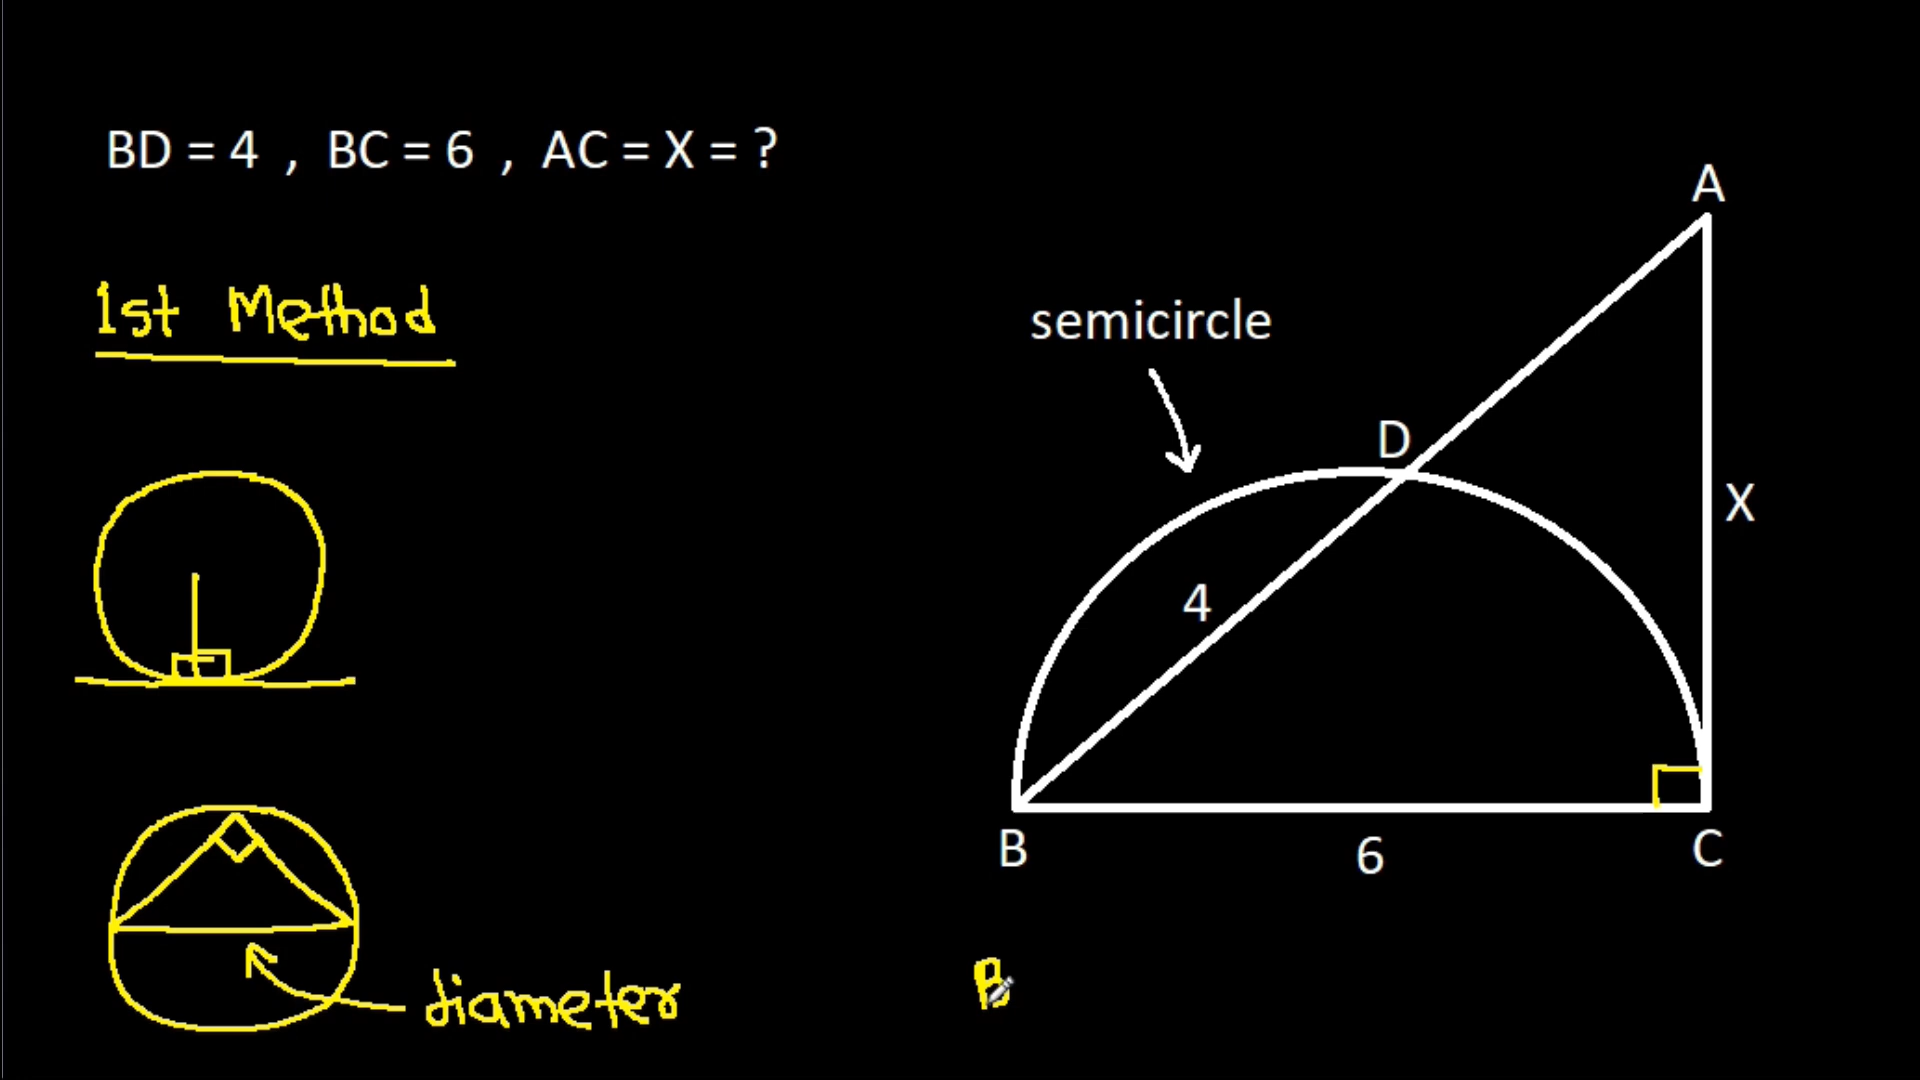 BD = 4 , BC = 6 , AC = X = ?
1st Method
semicircle
A
D
X
4
B
6
C
diameter
B